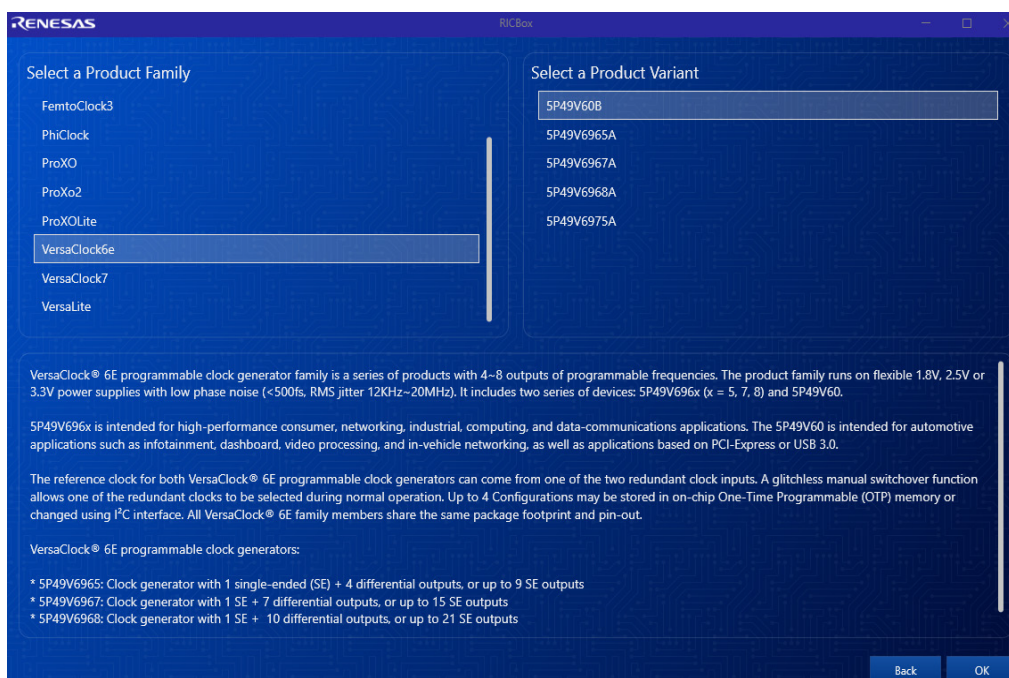 RENESAS
RICBox
Select a Product Family
FemtoClock3
PhiClock
ProXO
ProXo2
ProXOLite
VersaClock6e
VersaClock7
VersaLite
Select a Product Variant
5P49V60B
5P49V6965A
5P49V6967A
5P49V6968A
5P49V6975A
VersaClock® 6E programmable clock generator family is a series of products with 4~8 outputs of programmable frequencies. The product family runs on flexible 1.8V, 2.5V or
3.3V power supplies with low phase noise (<500fs, RMS jitter 12KHz~20MHz). It includes two series of devices: 5P49V696x (x = 5, 7, 8) and 5P49V60.
5P49V696x is intended for high-performance consumer, networking, industrial, computing, and data-communications applications. The 5P49V60 is intended for automotive
applications such as infotainment, dashboard, video processing, and in-vehicle networking, as well as applications based on PCI-Express or USB 3.0.
The reference clock for both VersaClock® 6E programmable clock generators can come from one of the two redundant clock inputs. A glitchless manual switchover function
allows one of the redundant clocks to be selected during normal operation. Up to 4 Configurations may be stored in on-chip One-Time Programmable (OTP) memory or
changed using I²C interface. All VersaClock® 6E family members share the same package footprint and pin-out.
VersaClock® 6E programmable clock generators:
* 5P49V6965: Clock generator with 1 single-ended (SE) + 4 differential outputs, or up to 9 SE outputs
* 5P49V6967: Clock generator with 1 SE + 7 differential outputs, or up to 15 SE outputs
* 5P49V6968: Clock generator with 1 SE +  10 differential outputs, or up to 21 SE outputs
Back
OK